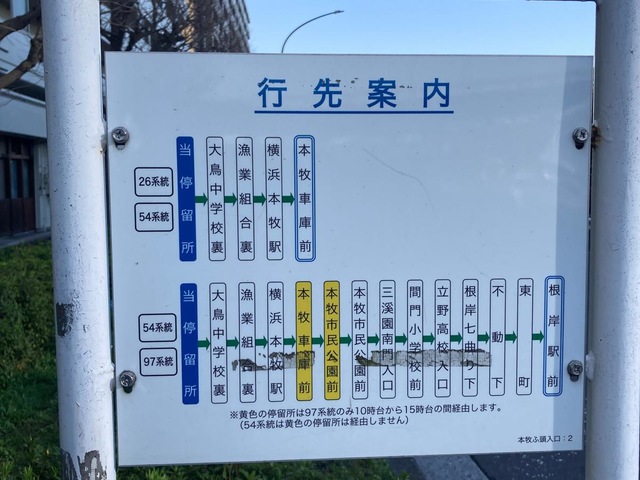 行先案内
26系統
54系統
当停留所
大鳥中学校裏
漁業組合裏
横浜本牧駅
本牧車庫前
54系統
97系統
当停留所
大鳥中学校裏
漁業組合裏
横浜本牧駅
本牧車庫前
本牧市民公園前
本牧市民公園前
三溪園南門入口
間門小学校前
立野高校入口
根岸七曲り下
不動下
東町
根岸駅前
※黄色の停留所は97系統のみ10時台から15時台の間経由します。
（54系統は黄色の停留所は経由しません）
本牧ふ頭入口：2